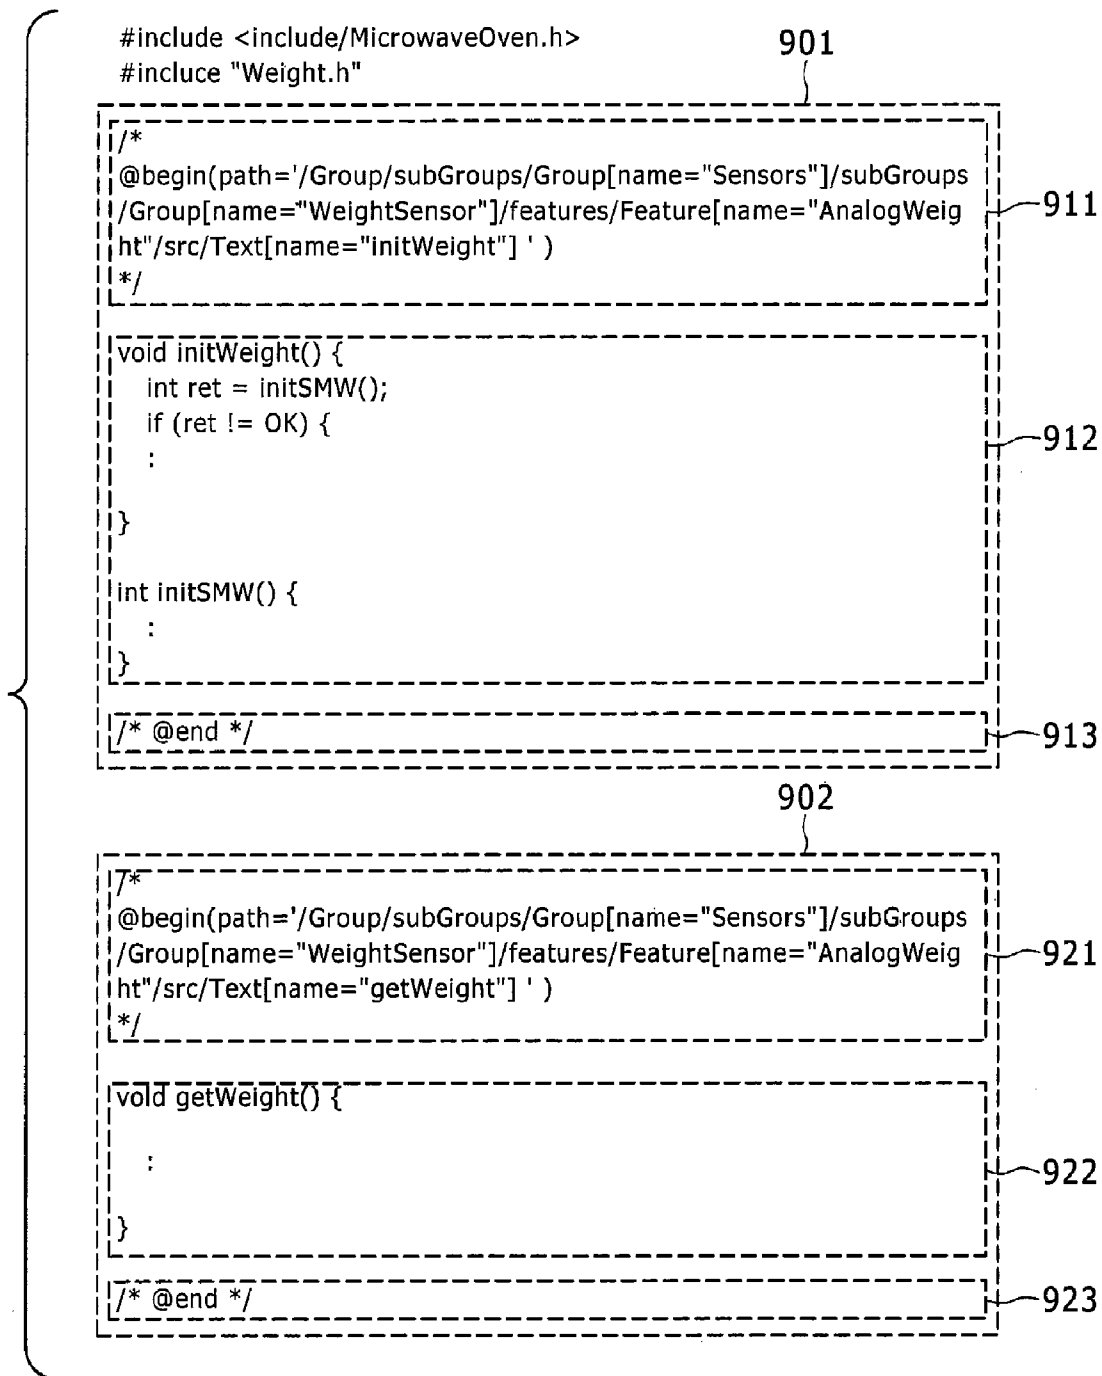 #include <include/MicrowaveOven.h>
#incluce "Weight.h"
901
/*
@begin(path='/Group/subGroups/Group[name="Sensors"]/subGroups
/Group[name="WeightSensor"]/features/Feature[name="AnalogWeig
ht"/src/Text[name="initWeight"] ' )
*/
911
void initWeight() {
int ret = initSMW();
if (ret != OK) {
:
}
912
int initSMW() {
:
}
/* @end */
913
902
/*
@begin(path='/Group/subGroups/Group[name="Sensors"]/subGroups
/Group[name="WeightSensor"]/features/Feature[name="AnalogWeig
ht"/src/Text[name="getWeight"] ' )
*/
921
void getWeight() {
:
}
922
/* @end */
923